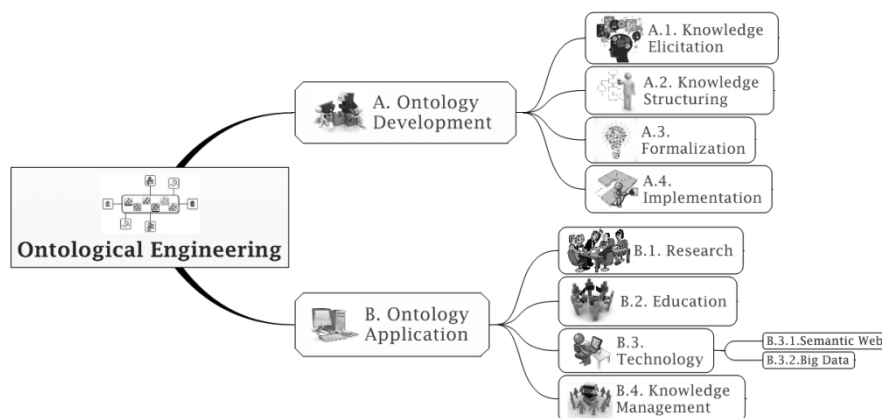 Ontological Engineering
A. Ontology
Development
A.1. Knowledge
Elicitation
A.2. Knowledge
Structuring
A.3.
Formalization
A.4.
Implementation
B. Ontology
Application
B.1. Research
B.2. Education
B.3.
Technology
B.3.1.Semantic Web
B.3.2.Big Data
B.4. Knowledge
Management